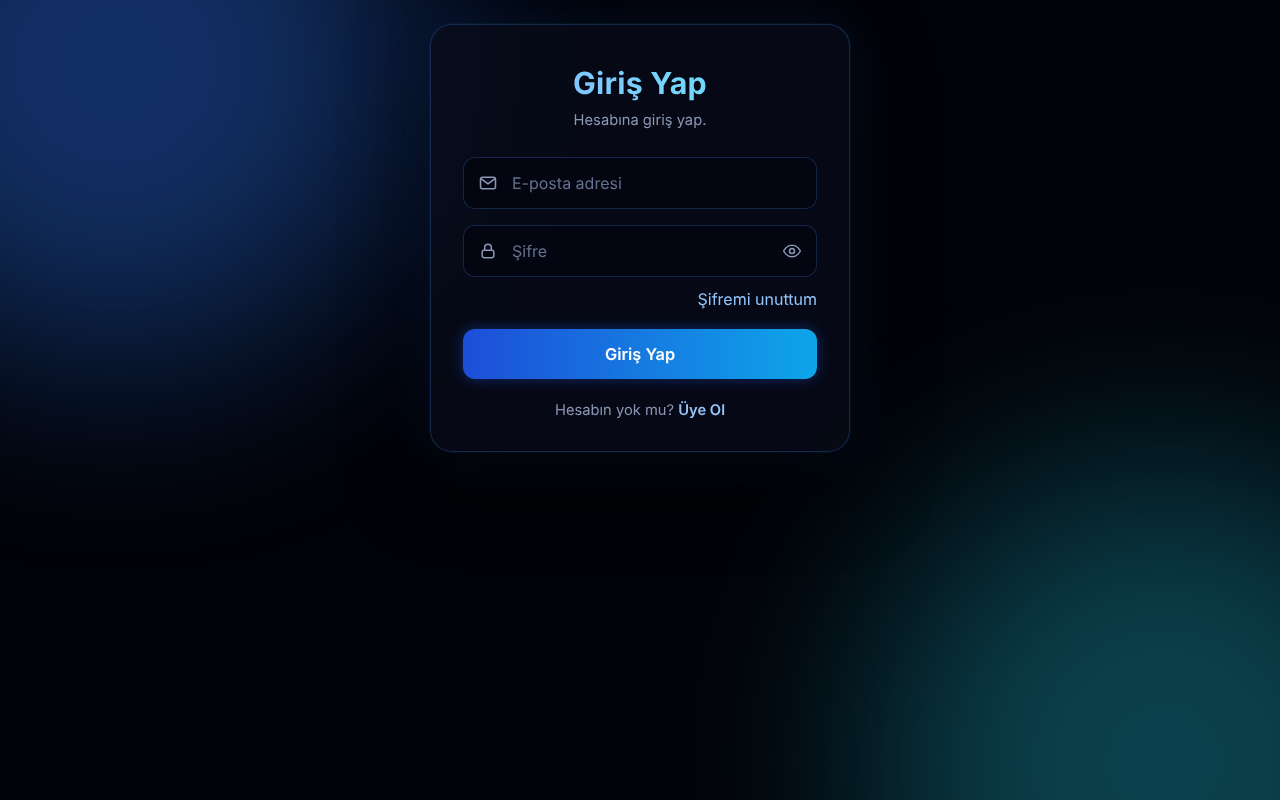 Giriş Yap
Hesabına giriş yap.
E-posta adresi
Şifre
Şifremi unuttum
Giriş Yap
Hesabın yok mu? Üye Ol